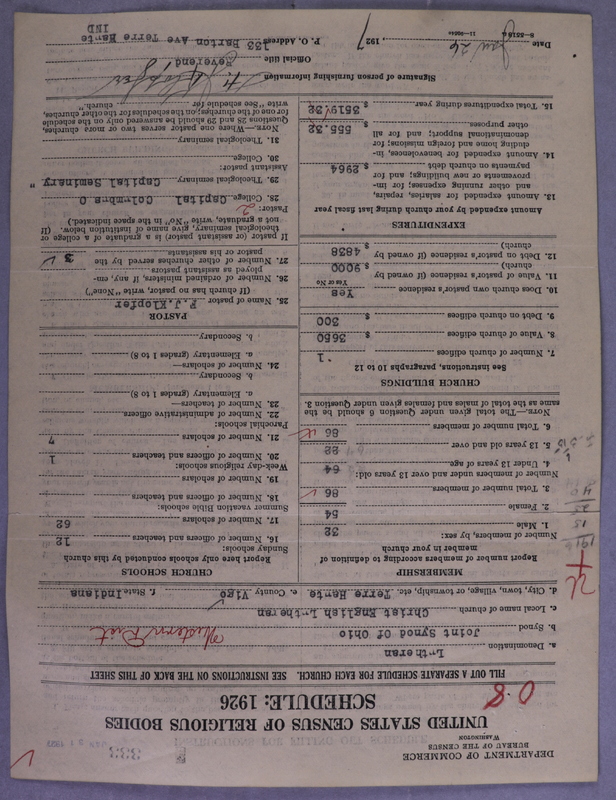 DEPARTMENT OF COMMERCE
BUREAU OF THE CENSUS
WASHINGTON
333
UNITED STATES CENSUS OF RELIGIOUS BODIES
SCHEDULE: 1926
O8
FILL OUT A SEPARATE SCHEDULE FOR EACH CHURCH. SEE INSTRUCTIONS ON THE BACK OF THIS SHEET
a. Denomination Lutheran
b. Synod Joint Synod Of Ohio Western Dist
c. Local name of church Christ English Lutheran
d. City, town, village, or township, etc. Terre Haute e. County Vigo f. State Indiana
MEMBERSHIP
Report number of members according to definition of
member in your church
Number of members, by sex:
1. Male 32
2. Female 54
3. Total number of members 86
Number of members under and over 13 years old:
4. Under 13 years of age 64
5. 13 years old and over 22
6. Total number of members 86
NOTE.—The total given under Question 6 should be the
same as the total of males and females given under Question 3.
CHURCH BUILDINGS
See instructions, paragraphs 10 to 12
7. Number of church edifices 1
8. Value of church edifices $ 3650
9. Debt on church edifices $ 300
10. Does church own pastor's residence Yes
Yes or No
11. Value of pastor's residence (if owned by
church) $ 9000
12. Debt on pastor's residence (if owned by
church) $ 4838
EXPENDITURES
Amount expended by your church during last fiscal year
13. Amount expended for salaries, repairs,
and other running expenses; for im-
provements or new buildings; and for
payments on church debt $ 2964
14. Amount expended for benevolences, in-
cluding home and foreign missions; for
denominational support; and for all
other purposes $ 555.32
15. Total expenditures during year $ 3519.32
CHURCH SCHOOLS
Report here only schools conducted by this church
Sunday schools:
16. Number of officers and teachers 12
17. Number of scholars 62
Summer vacation Bible schools:
18. Number of officers and teachers
19. Number of scholars
Week-day religious schools:
20. Number of officers and teachers 1
21. Number of scholars 7
Parochial schools:
22. Number of administrative officers
23. Number of teachers—
a. Elementary (grades 1 to 8)
b. Secondary
24. Number of scholars—
a. Elementary (grades 1 to 8)
b. Secondary
PASTOR
25. Name of pastor F.J. Klopfer
(If church has no pastor, write "None")
26. Number of ordained ministers, if any, em-
ployed as assistant pastors
27. Number of other churches served by the
pastor or his assistants 3
If pastor (or assistant pastor) is a graduate of a college or
theological seminary, give name of institution below. (If
not a graduate, write "No" in the space indicated.)
Pastor: 2
28. College Capital Columbus O
29. Theological seminary Capital Seminary "
Assistant pastor:
30. College
31. Theological seminary
NOTE.—Where one pastor serves two or more churches,
Questions 28 and 29 should be answered only on the schedule
for one of the churches; on the schedules for the other churches,
write "See schedule for church."
Signature of person furnishing information
Official title Reverend
Date Jan 26, 1927 P. O. Address 133 Barton Ave Terre Haute
IND